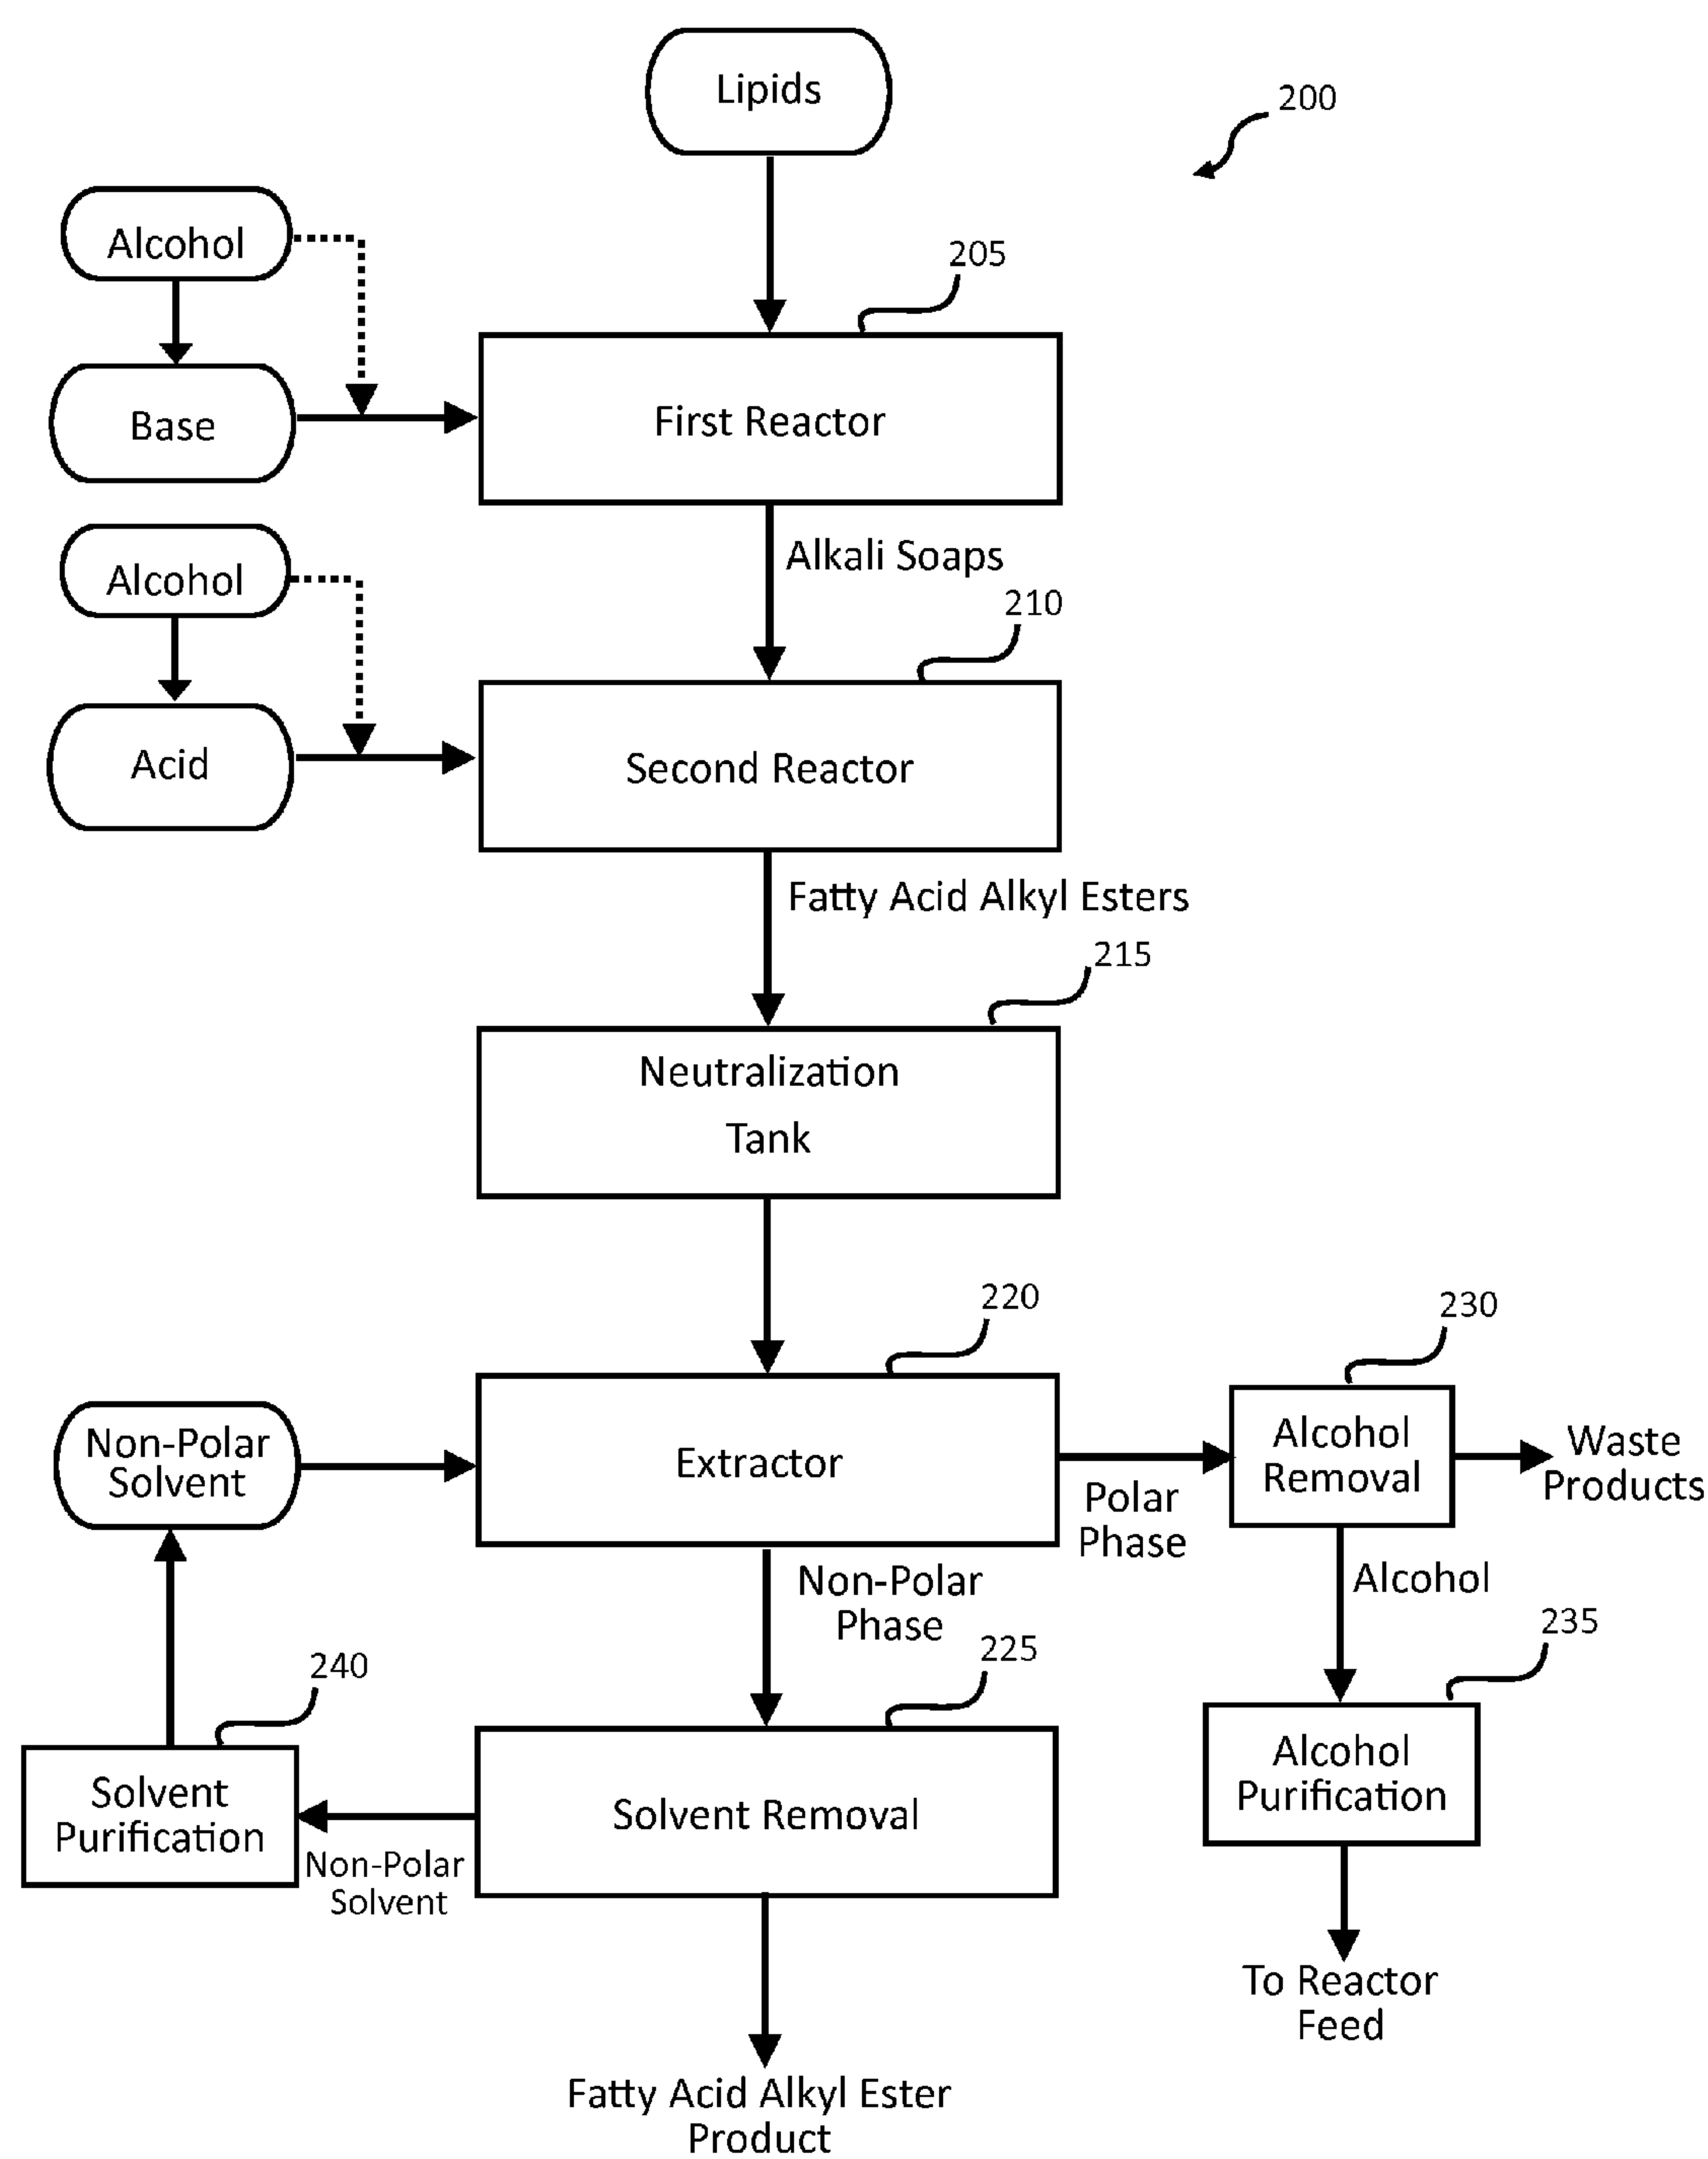 Lipids
200
Alcohol
205
Base
First Reactor
Alkali Soaps
Alcohol
210
Acid
Second Reactor
Fatty Acid Alkyl Esters
215
Neutralization
Tank
220
230
Non-Polar
Solvent
Extractor
Alcohol
Removal
Waste
Products
Polar
Phase
Non-Polar
Phase
Alcohol
225
235
240
Solvent
Purification
Solvent Removal
Alcohol
Purification
Non-Polar
Solvent
To Reactor
Feed
Fatty Acid Alkyl Ester
Product